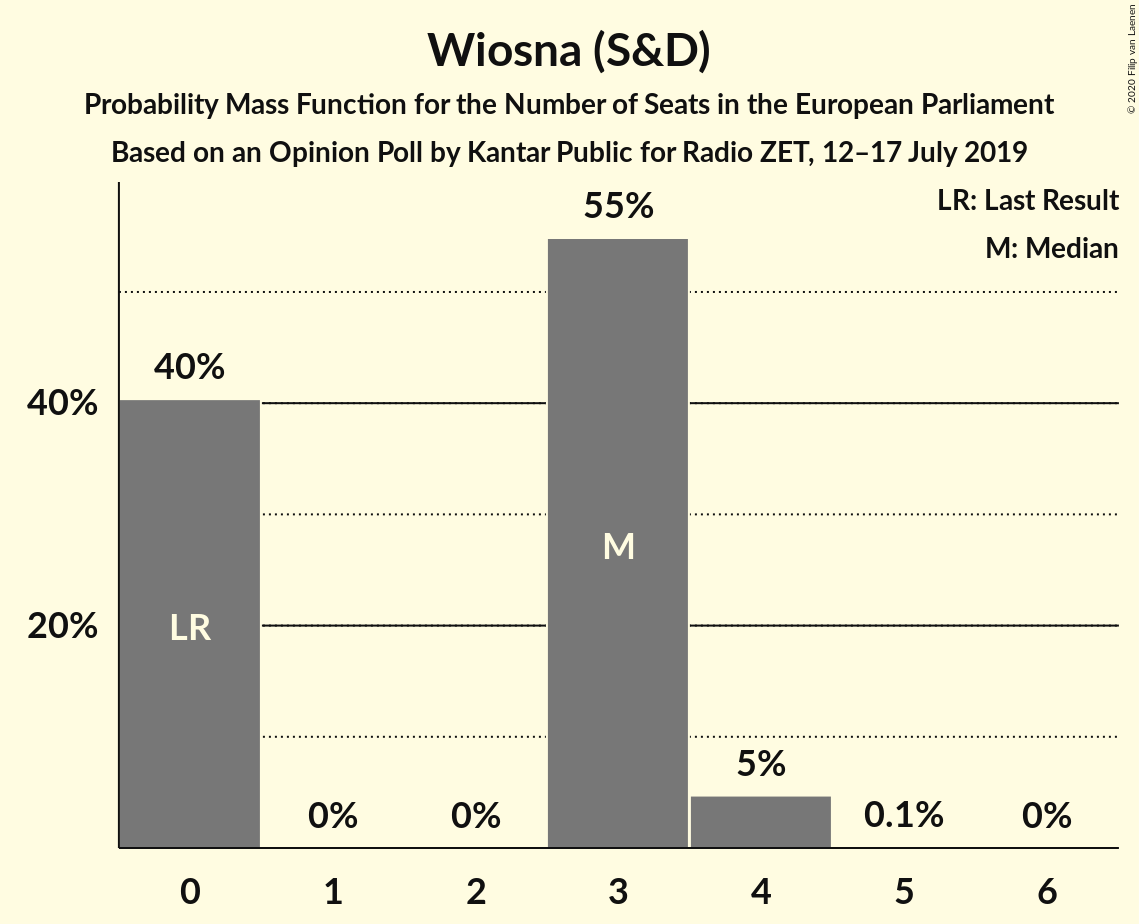 Wiosna (S&D)
Probability Mass Function for the Number of Seats in the European Parliament
Based on an Opinion Poll by Kantar Public for Radio ZET, 12–17 July 2019
© 2020 Filip van Laenen
LR: Last Result
M: Median
55%
40%
40%
M
20%
LR
5%
0%
0%
0.1%
0%
0
1
2
3
4
5
6